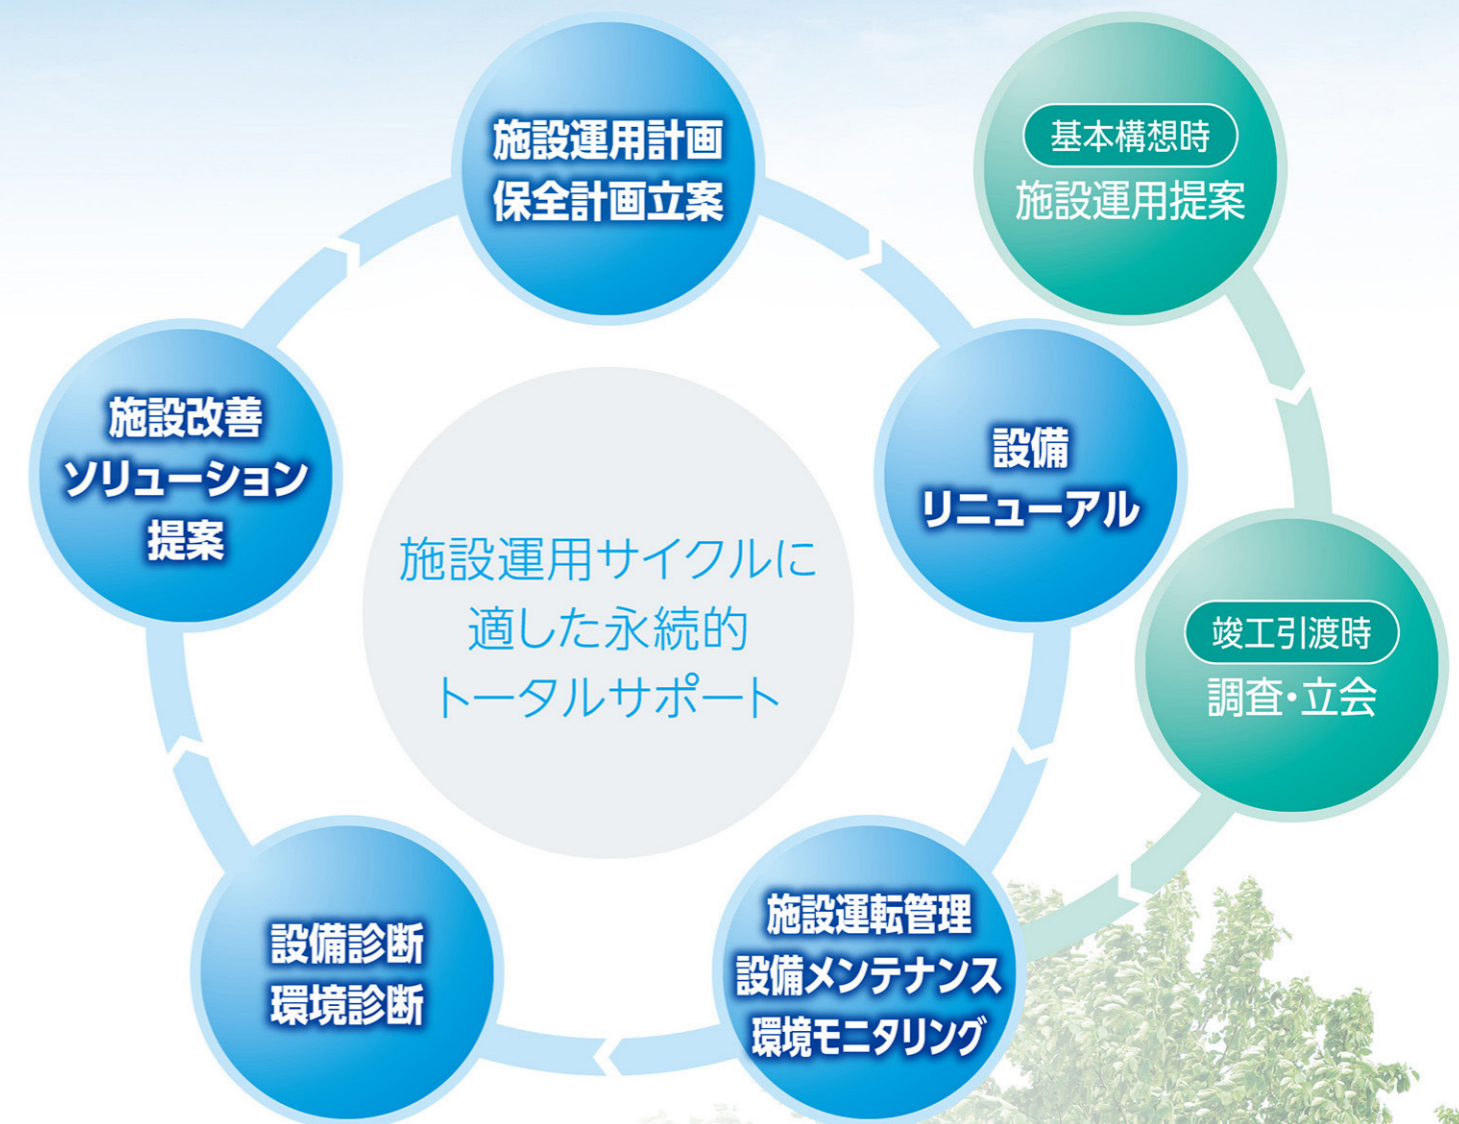 施設運用計画
保全計画立案
基本構想時
施設運用提案
設備
リニューアル
竣工引渡時
調査・立会
施設運転管理
設備メンテナンス
環境モニタリング
設備診断
環境診断
施設改善
ソリューション
提案
施設運用サイクルに
適した永続的
トータルサポート